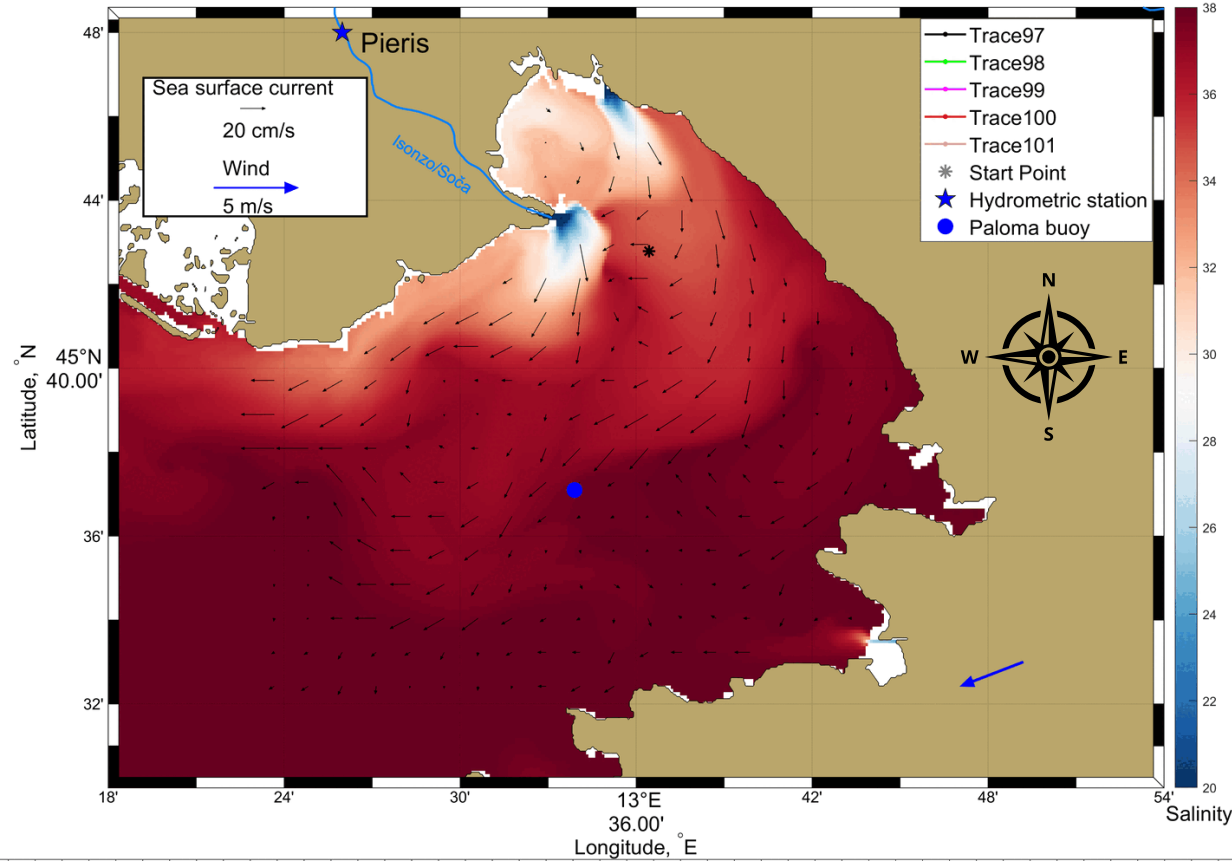 48'
Pieris
Sea surface current
20 cm/s
Wind
5 m/s
Isonzo/Soča
Trace97
Trace98
Trace99
Trace100
Trace101
Start Point
Hydrometric station
Paloma buoy
44'
45°N
40.00'
36'
32'
Latitude, °N
N
W
E
S
18'
24'
30'
13°E
36.00'
42'
48'
54'
Longitude, °E
38
36
34
32
30
28
26
24
22
20
Salinity